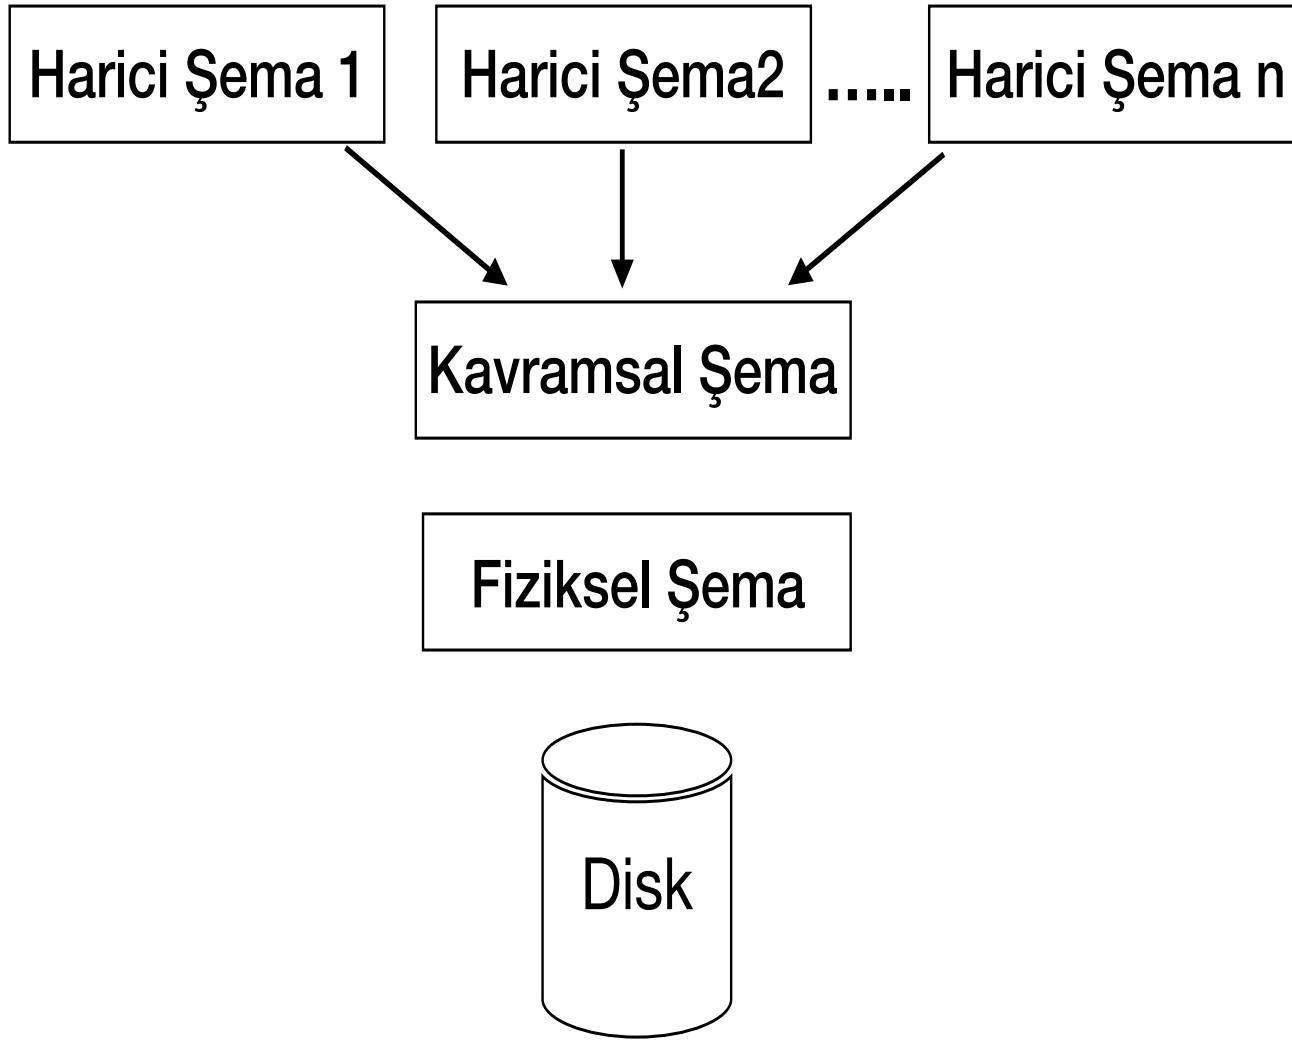 Harici Şema 1
Harici Şema2
.....
Harici Şema n
Kavramsal Şema
Fiziksel Şema
Disk